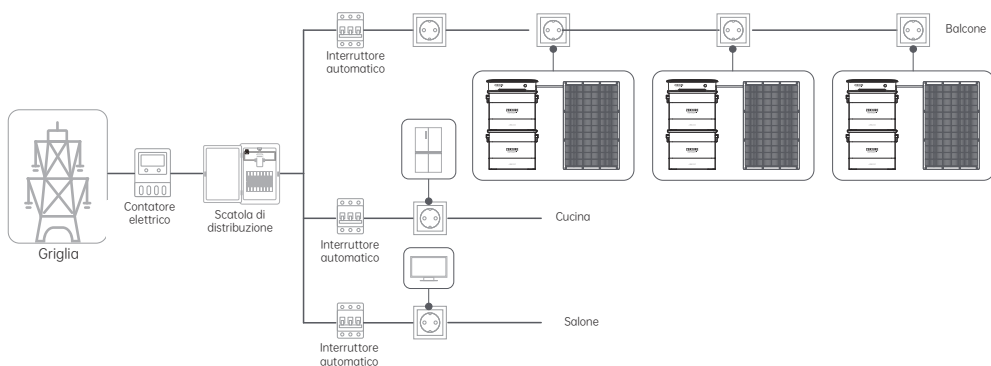 Balcone
Interruttore
automatico
Contatore
elettrico
Scatola di
distribuzione
Griglia
Cucina
Interruttore
automatico
Salone
Interruttore
automatico